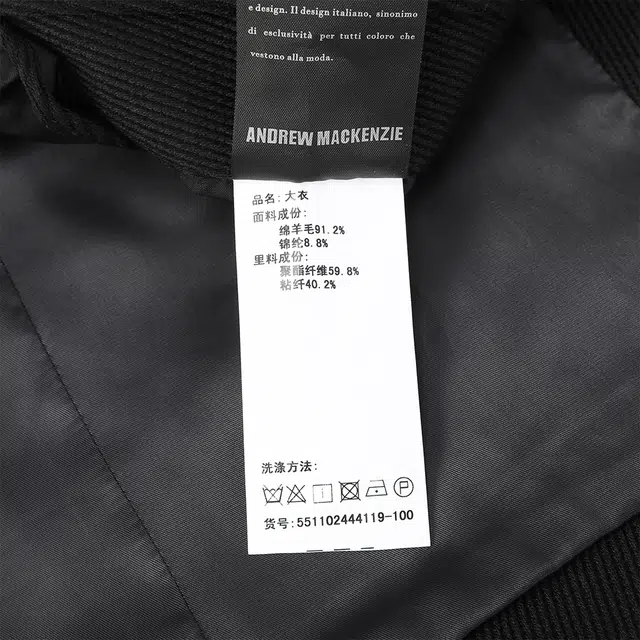 e design. Il design italiano, sinonimo
di esclusività per tutti coloro che
vestono alla moda.
ANDREW MACKENZIE
品名: 大衣
面料成份:
绵羊毛91.2%
锦纶8.8%
里料成份:
聚酯纤维59.8%
粘纤40.2%
洗涤方法:
P
货号: 551102444119-100